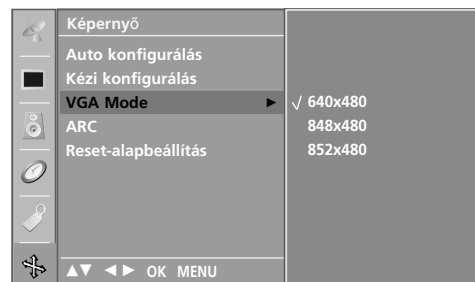 Képernyő
Auto konfigurálás
Kézi konfigurálás
VGA Mode ► √ 640x480
ARC 848x480
Reset-alapbeállítás 852x480
▲▼ ◄► OK MENU